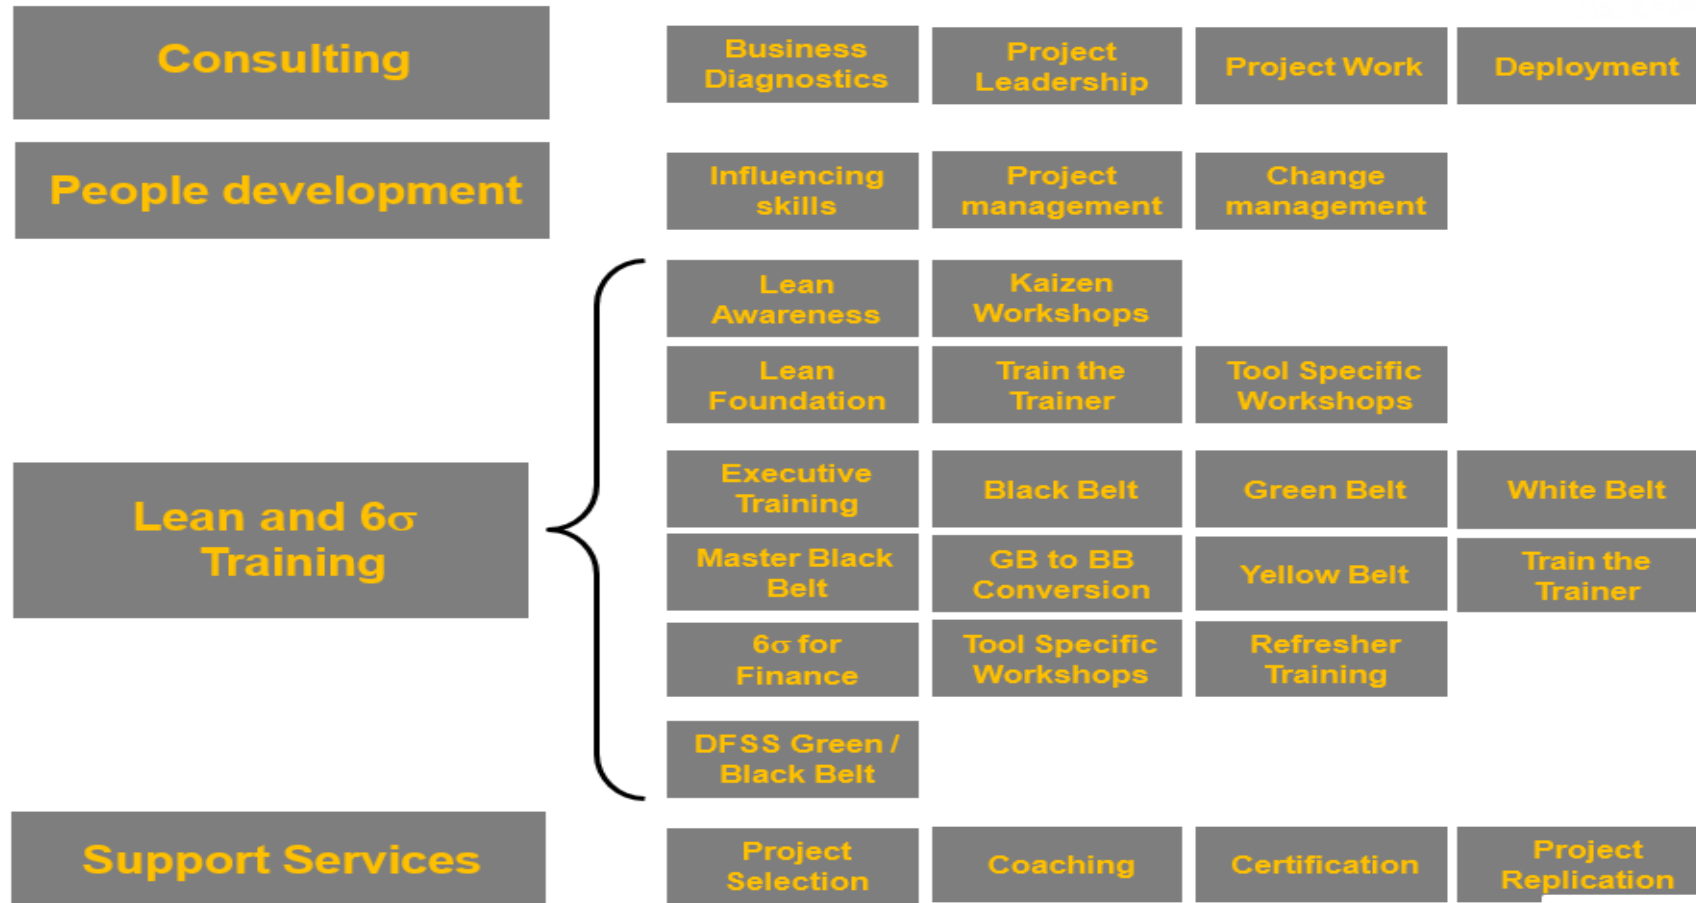 Consulting
Business
Diagnostics
Project
Leadership
Project Work
Deployment
People development
Influencing
skills
Project
management
Change
management
Lean and 6σ
Training
Lean
Awareness
Kaizen
Workshops
Lean
Foundation
Train the
Trainer
Tool Specific
Workshops
Executive
Training
Black Belt
Green Belt
White Belt
Master Black
Belt
GB to BB
Conversion
Yellow Belt
Train the
Trainer
6σ for
Finance
Tool Specific
Workshops
Refresher
Training
DFSS Green /
Black Belt
Support Services
Project
Selection
Coaching
Certification
Project
Replication